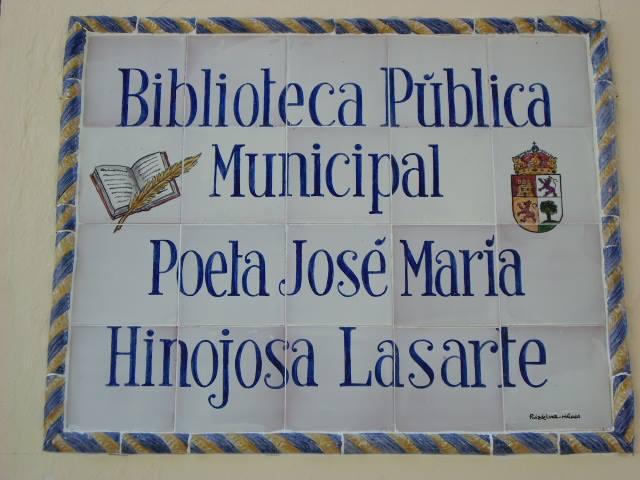 Biblioteca Pública
Municipal
Poeta José María
Hinojosa Lasarte